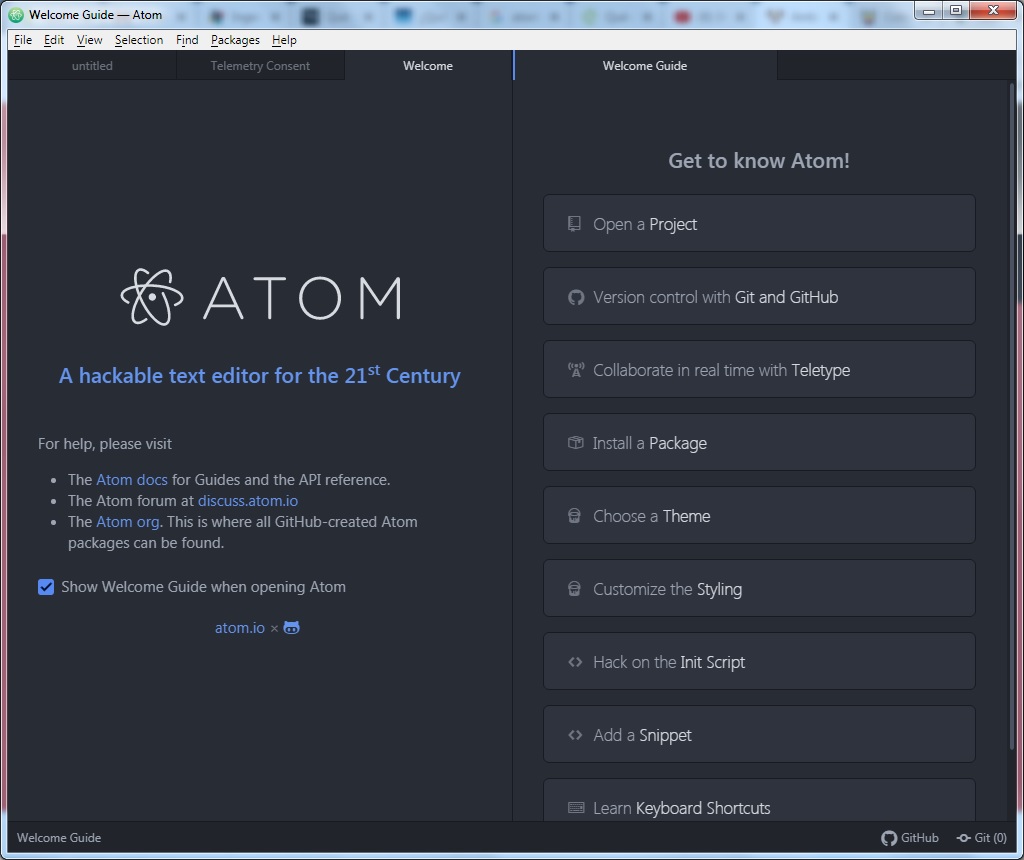 Welcome Guide — Atom
File Edit View Selection Find Packages Help
untitled Telemetry Consent Welcome Welcome Guide
ATOM
A hackable text editor for the 21st Century
For help, please visit
The Atom docs for Guides and the API reference.
The Atom forum at discuss.atom.io
The Atom org. This is where all GitHub-created Atom
packages can be found.
Show Welcome Guide when opening Atom
atom.io ×
Get to know Atom!
Open a Project
Version control with Git and GitHub
Collaborate in real time with Teletype
Install a Package
Choose a Theme
Customize the Styling
Hack on the Init Script
Add a Snippet
Learn Keyboard Shortcuts
Welcome Guide GitHub Git (0)